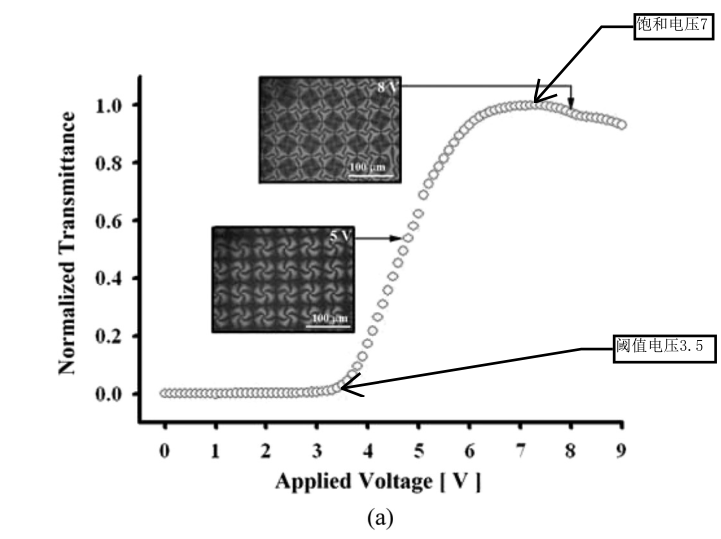 饱和电压7
8 V
1.0
100 μm
0.8
Normalized Transmittance
0.6
5 V
0.4
100 μm
0.2
阈值电压3.5
0.0
0 1 2 3 4 5 6 7 8 9
Applied Voltage [ V ]
(a)